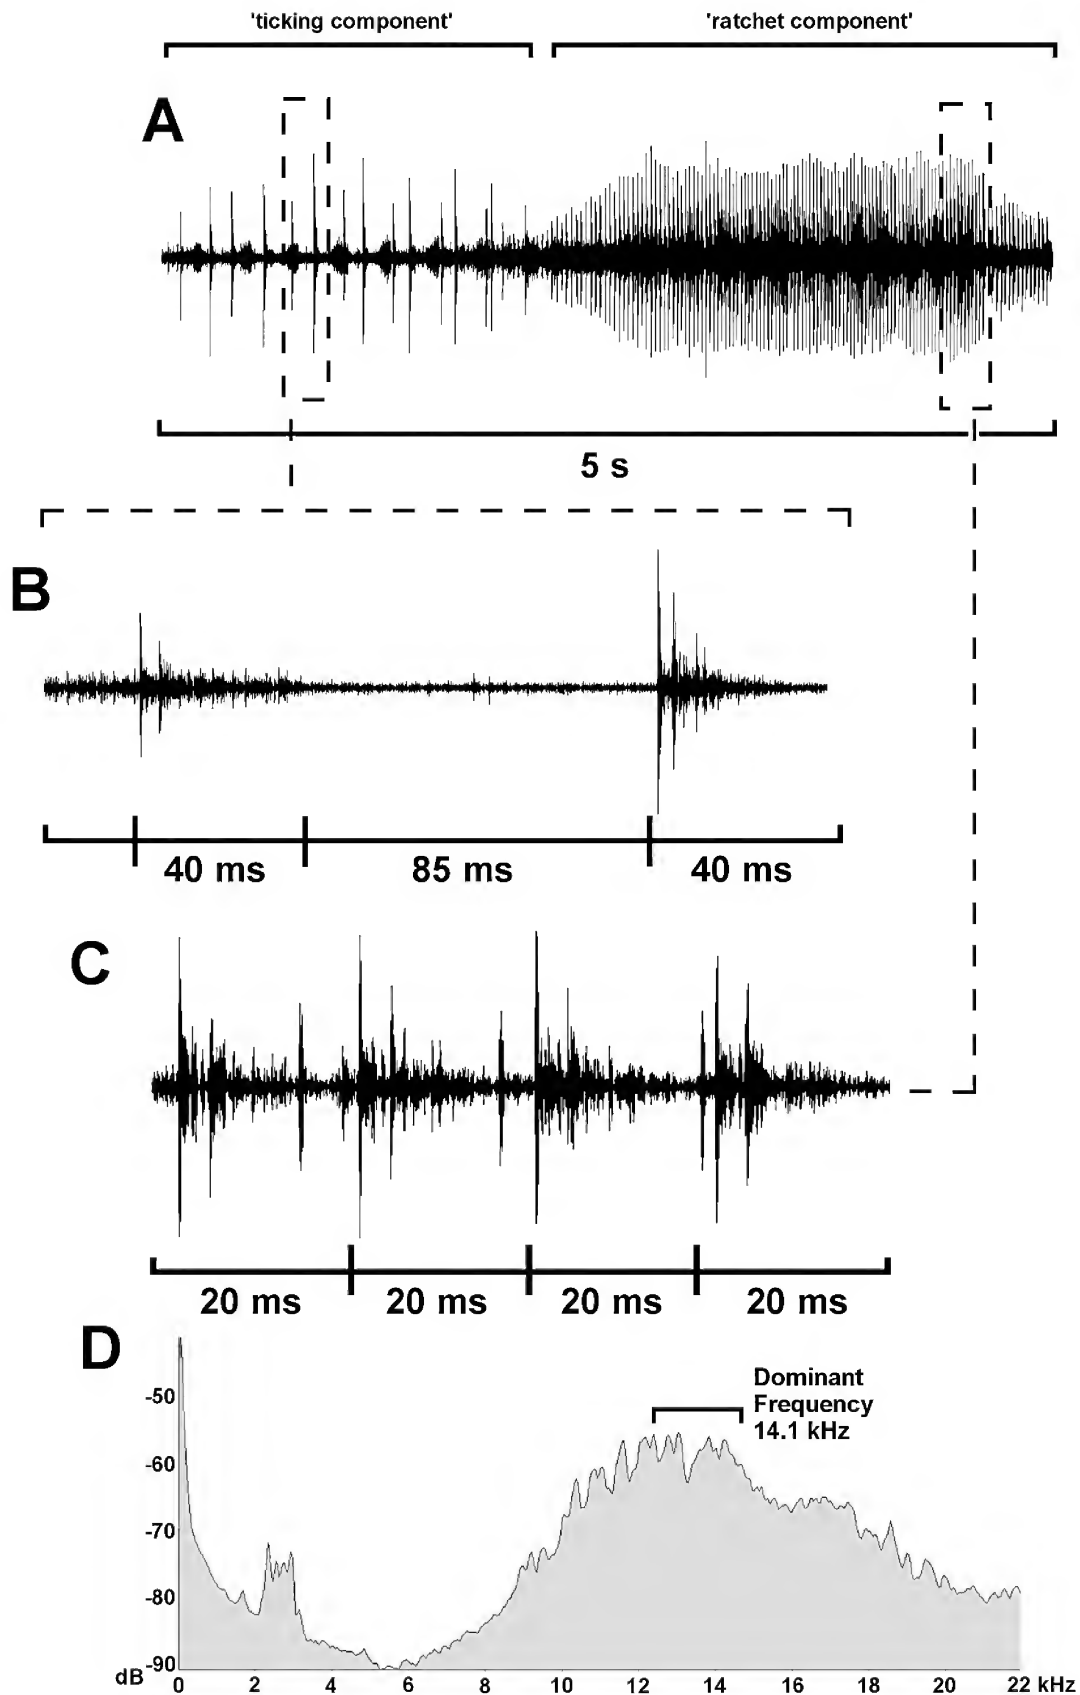 'ticking component' 'ratchet component'
A
5 s
B
40 ms 85 ms 40 ms
C
20 ms 20 ms 20 ms 20 ms
D
Dominant
Frequency
14.1 kHz
-50
-60
-70
-80
-90
dB
0 2 4 6 8 10 12 14 16 18 20 22 kHz